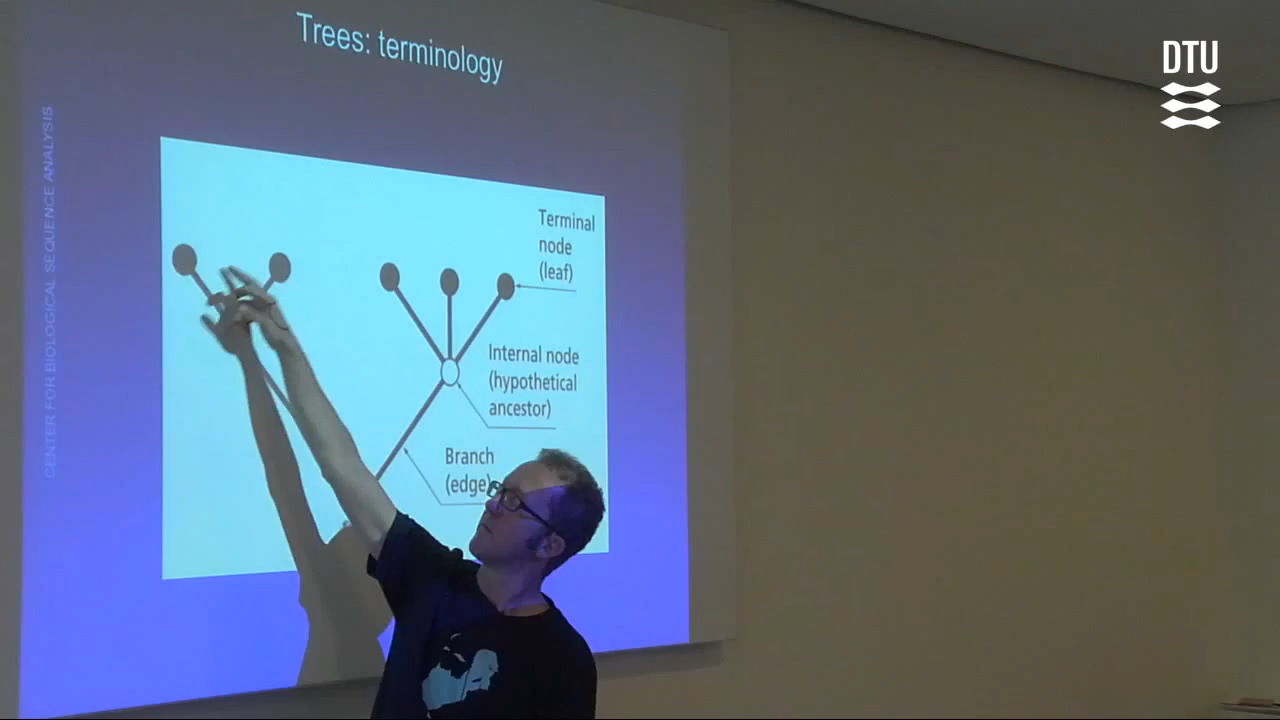 Trees: terminology
DTU
CENTER FOR BIOLOGICAL SEQUENCE ANALYSIS
Terminal
node
(leaf)
Internal node
(hypothetical
ancestor)
Branch
(edge)